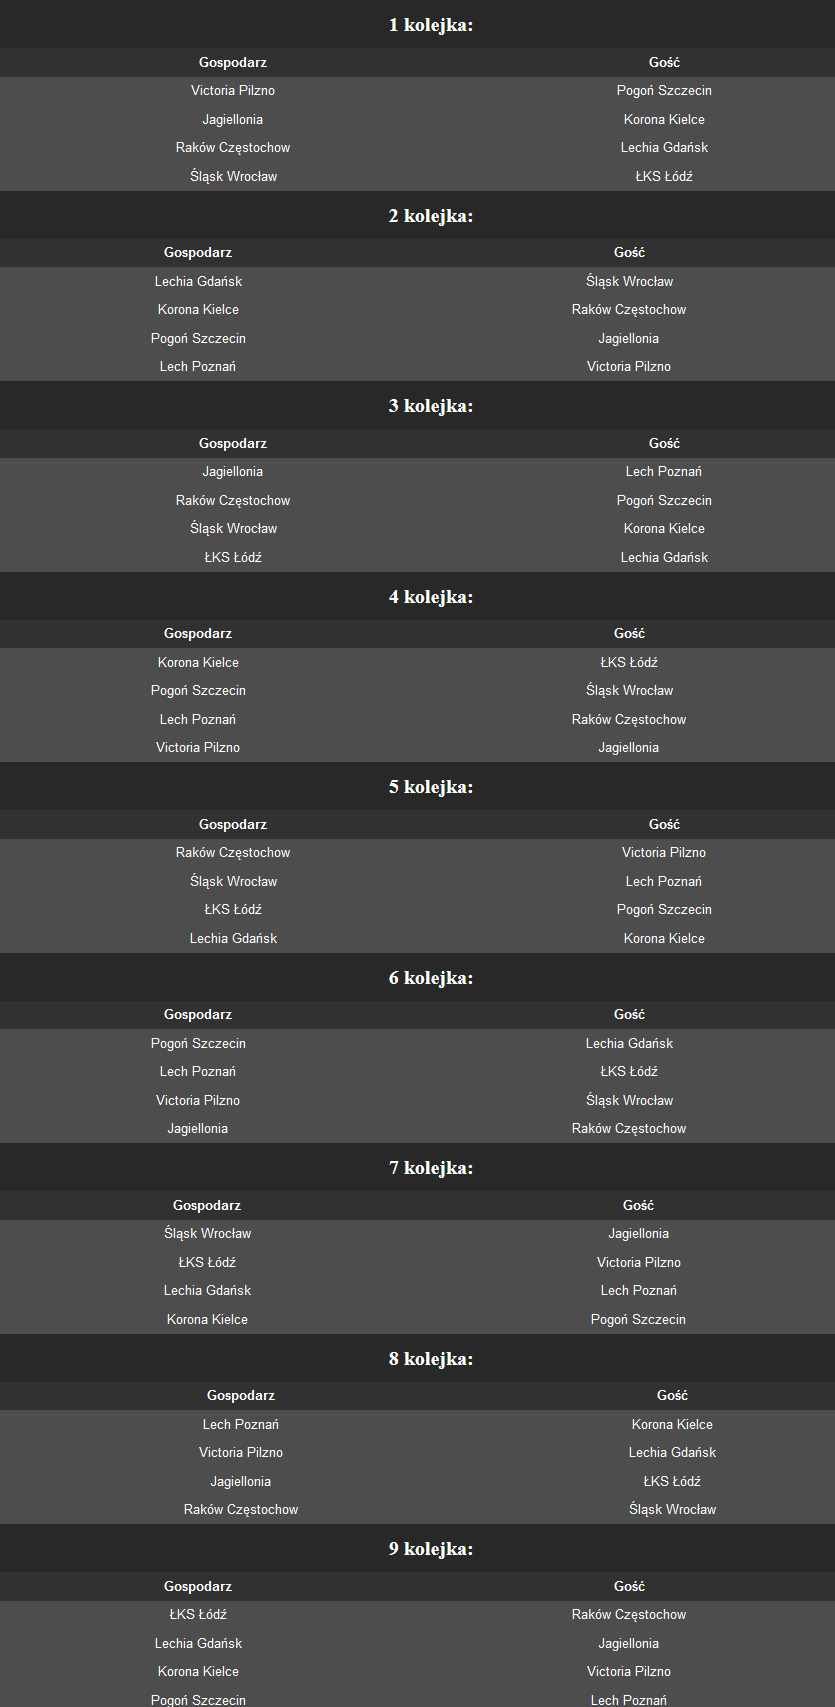 1 kolejka:
Gospodarz Gość
Victoria Pilzno Pogoń Szczecin
Jagiellonia Korona Kielce
Raków Częstochow Lechia Gdańsk
Śląsk Wrocław ŁKS Łódź
2 kolejka:
Gospodarz Gość
Lechia Gdańsk Śląsk Wrocław
Korona Kielce Raków Częstochow
Pogoń Szczecin Jagiellonia
Lech Poznań Victoria Pilzno
3 kolejka:
Gospodarz Gość
Jagiellonia Lech Poznań
Raków Częstochow Pogoń Szczecin
Śląsk Wrocław Korona Kielce
ŁKS Łódź Lechia Gdańsk
4 kolejka:
Gospodarz Gość
Korona Kielce ŁKS Łódź
Pogoń Szczecin Śląsk Wrocław
Lech Poznań Raków Częstochow
Victoria Pilzno Jagiellonia
5 kolejka:
Gospodarz Gość
Raków Częstochow Victoria Pilzno
Śląsk Wrocław Lech Poznań
ŁKS Łódź Pogoń Szczecin
Lechia Gdańsk Korona Kielce
6 kolejka:
Gospodarz Gość
Pogoń Szczecin Lechia Gdańsk
Lech Poznań ŁKS Łódź
Victoria Pilzno Śląsk Wrocław
Jagiellonia Raków Częstochow
7 kolejka:
Gospodarz Gość
Śląsk Wrocław Jagiellonia
ŁKS Łódź Victoria Pilzno
Lechia Gdańsk Lech Poznań
Korona Kielce Pogoń Szczecin
8 kolejka:
Gospodarz Gość
Lech Poznań Korona Kielce
Victoria Pilzno Lechia Gdańsk
Jagiellonia ŁKS Łódź
Raków Częstochow Śląsk Wrocław
9 kolejka:
Gospodarz Gość
ŁKS Łódź Raków Częstochow
Lechia Gdańsk Jagiellonia
Korona Kielce Victoria Pilzno
Pogoń Szczecin Lech Poznań